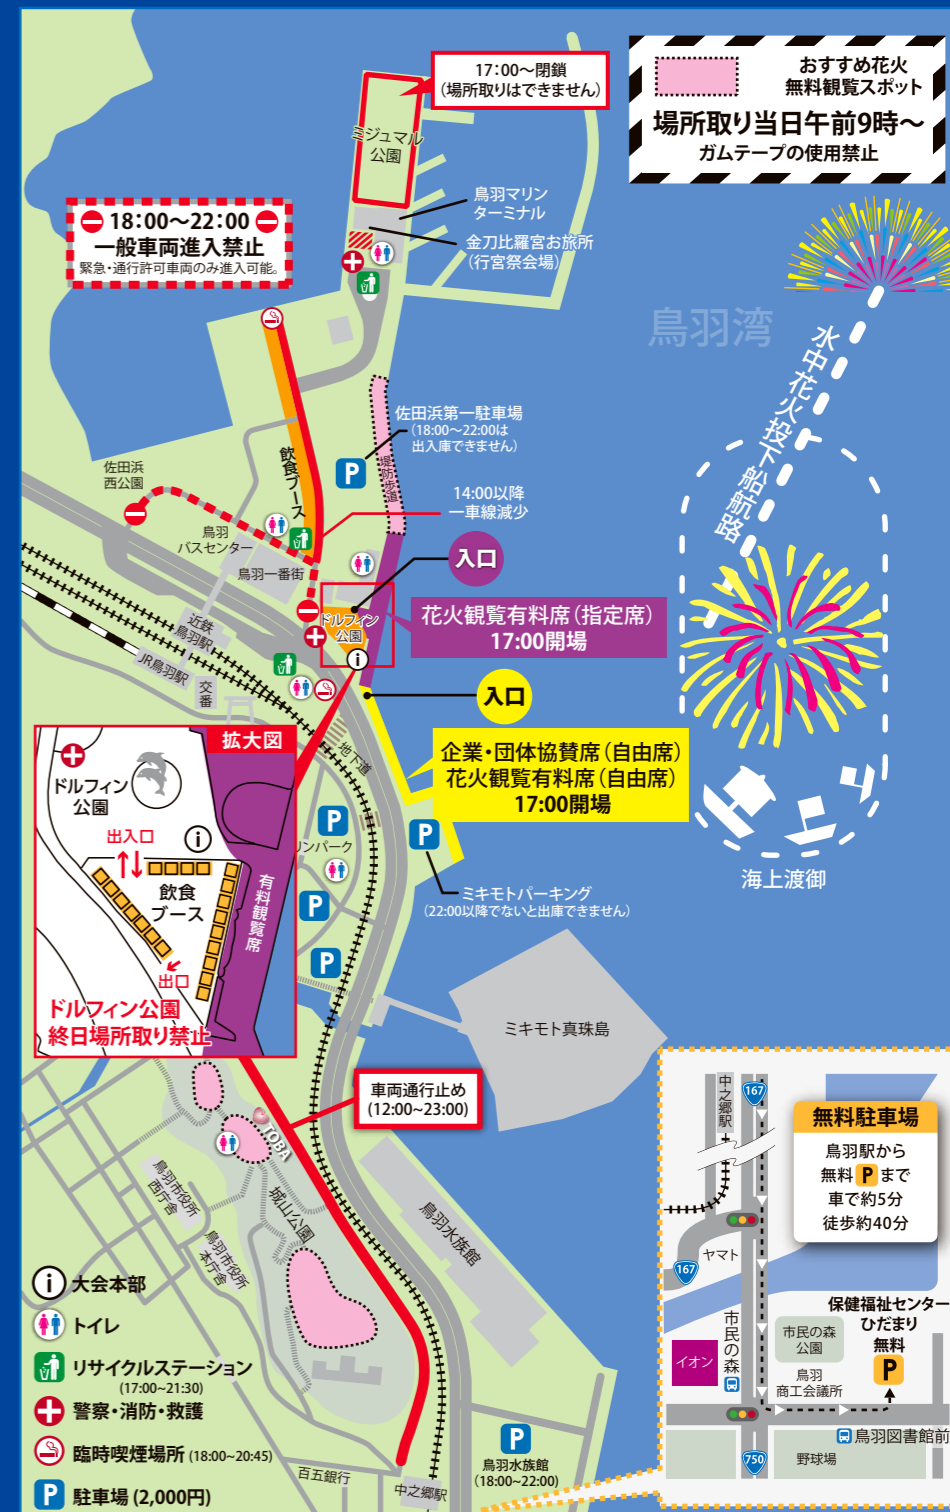 17:00～閉鎖
（場所取りはできません）
おすすめ花火
無料観覧スポット
場所取り当日午前9時～
ガムテープの使用禁止
ミジュマル
公園
鳥羽マリン
ターミナル
金刀比羅宮お旅所
（行宮祭会場）
18:00～22:00
一般車両進入禁止
緊急・通行許可車両のみ進入可能。
鳥羽湾
水中花火投下船航路
佐田浜第一駐車場
（18:00～22:00は
出入庫できません）
P
堤防歩道
飲食ブース
14:00以降
一車線減少
佐田浜
西公園
鳥羽
バスセンター
鳥羽一番街
入口
花火観覧有料席（指定席）
17:00開場
ドルフィン
公園
i
近鉄
鳥羽駅
JR鳥羽駅
交番
入口
企業・団体協賛席（自由席）
花火観覧有料席（自由席）
17:00開場
地下道
拡大図
ドルフィン
公園
出入口
i
飲食
ブース
有料観覧席
出口
ドルフィン公園
終日場所取り禁止
P
リンパーク
P
P
P
ミキモトパーキング
（22:00以降でないと出庫できません）
海上渡御
ミキモト真珠島
車両通行止め
(12:00～23:00)
TOBA
鳥羽市役所
西庁舎
城山公園
鳥羽市役所
本庁舎
鳥羽水族館
i 大会本部
トイレ
リサイクルステーション
(17:00~21:30)
警察・消防・救護
臨時喫煙場所 (18:00~20:45)
P 駐車場 (2,000円)
百五銀行
中之郷駅
P
鳥羽水族館
(18:00~22:00)
中之郷駅
167
無料駐車場
鳥羽駅から
無料 P まで
車で約5分
徒歩約40分
167
ヤマト
保健福祉センター
ひだまり
無料
P
市民の森
市民の森
公園
イオン
鳥羽
商工会議所
鳥羽図書館前
750
野球場